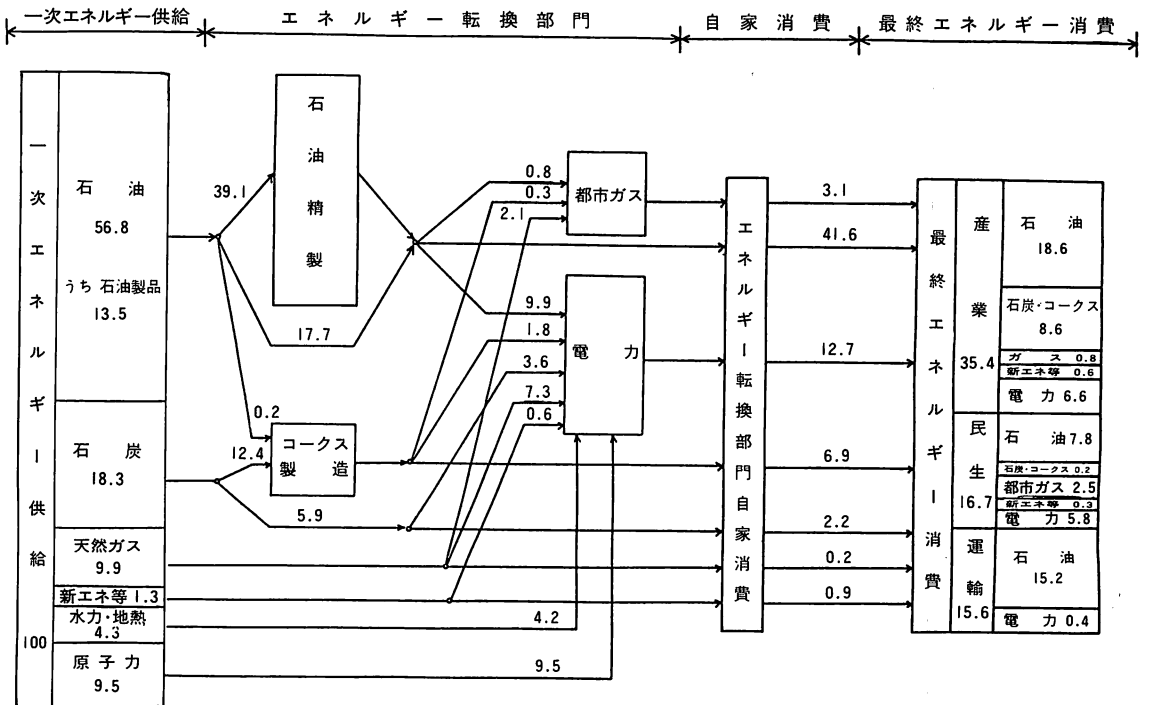 一次エネルギー供給
エネルギー転換部門
自家消費
最終エネルギー消費
一次エネルギー供給
100
石油
56.8
うち 石油製品
13.5
石炭
18.3
天然ガス
9.9
新エネ等 1.3
水力・地熱
4.3
原子力
9.5
39.1
17.7
0.2
12.4
5.9
石油精製
コークス
製造
0.8
0.3
2.1
都市ガス
9.9
1.8
3.6
7.3
0.6
電力
4.2
9.5
エネルギー転換部門自家消費
3.1
41.6
12.7
6.9
2.2
0.2
0.9
最終エネルギー消費
産業
35.4
石油
18.6
石炭・コークス
8.6
ガス 0.8
新エネ等 0.6
電力 6.6
民生
16.7
石油 7.8
石炭・コークス 0.2
都市ガス 2.5
新エネ等 0.3
電力 5.8
運輸
15.6
石油
15.2
電力 0.4